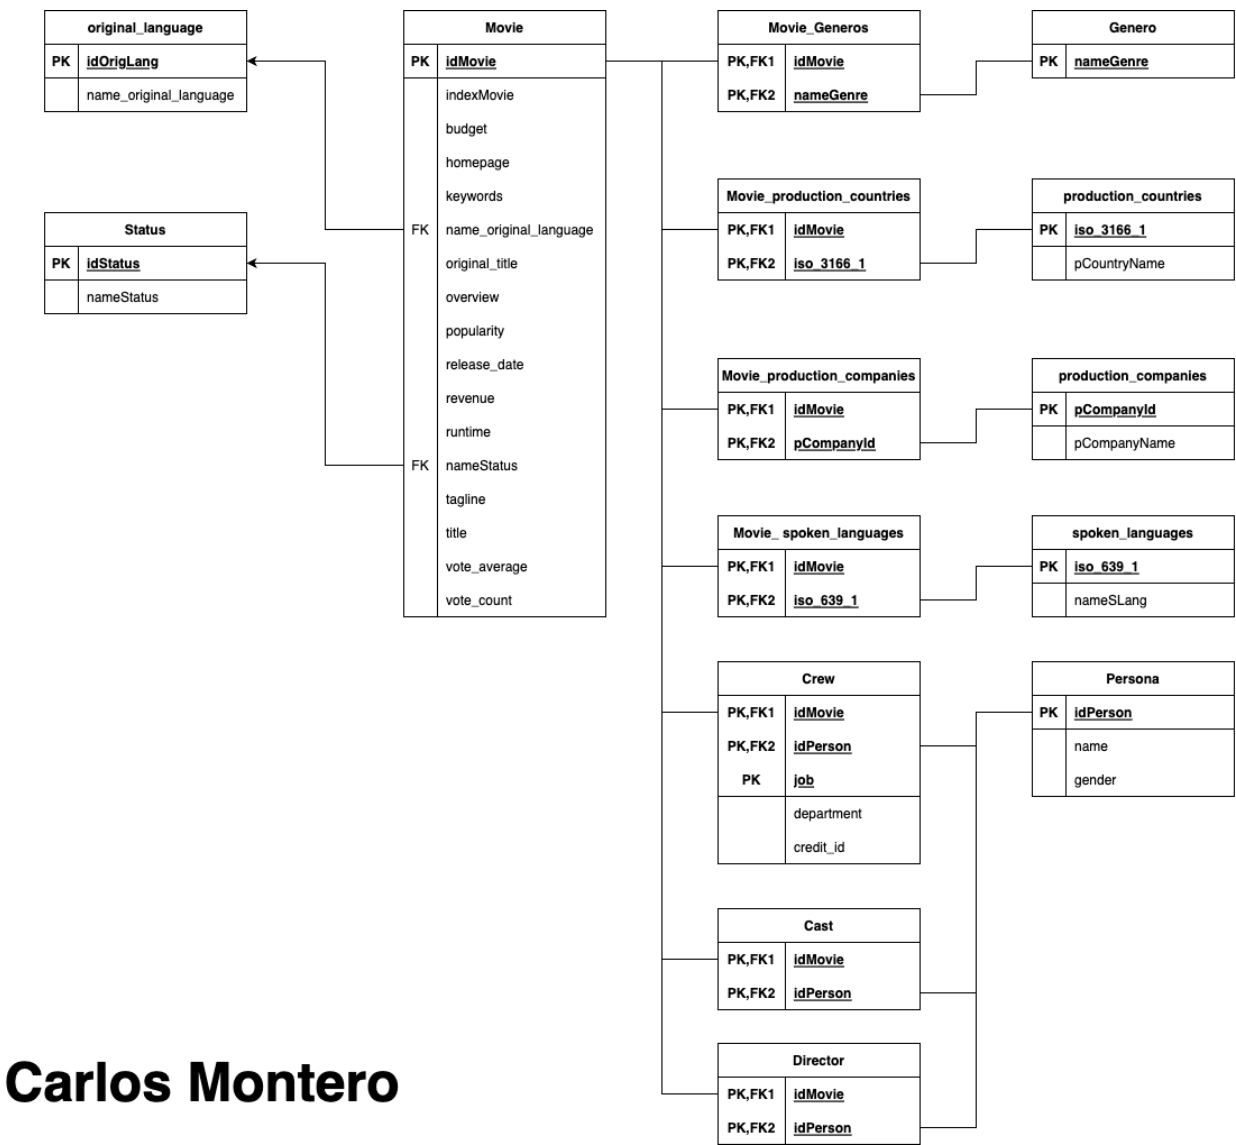 original_language
PK idOrigLang
name_original_language
Status
PK idStatus
nameStatus
Movie
PK idMovie
indexMovie
budget
homepage
keywords
FK name_original_language
original_title
overview
popularity
release_date
revenue
runtime
FK nameStatus
tagline
title
vote_average
vote_count
Movie_Generos
PK,FK1 idMovie
PK,FK2 nameGenre
Genero
PK nameGenre
Movie_production_countries
PK,FK1 idMovie
PK,FK2 iso_3166_1
production_countries
PK iso_3166_1
pCountryName
Movie_production_companies
PK,FK1 idMovie
PK,FK2 pCompanyId
production_companies
PK pCompanyId
pCompanyName
Movie_ spoken_languages
PK,FK1 idMovie
PK,FK2 iso_639_1
spoken_languages
PK iso_639_1
nameSLang
Crew
PK,FK1 idMovie
PK,FK2 idPerson
PK job
department
credit_id
Persona
PK idPerson
name
gender
Cast
PK,FK1 idMovie
PK,FK2 idPerson
Director
PK,FK1 idMovie
PK,FK2 idPerson
Carlos Montero